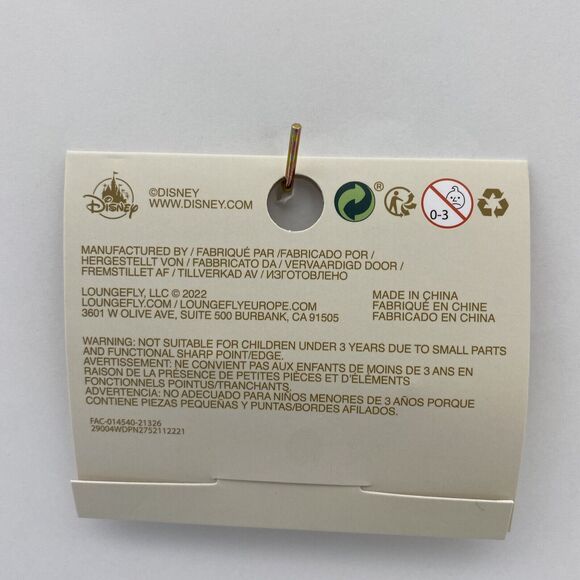 Disney
©DISNEY
WWW.DISNEY.COM
®
0-3
MANUFACTURED BY / FABRIQUÉ PAR /FABRICADO POR /
HERGESTELLT VON / FABBRICATO DA / VERVAARDIGD DOOR /
FREMSTILLET AF / TILLVERKAD AV / ИЗГОТОВЛЕНО
LOUNGEFLY, LLC © 2022
LOUNGEFLY.COM / LOUNGEFLYEUROPE.COM
3601 W OLIVE AVE, SUITE 500 BURBANK, CA 91505
MADE IN CHINA
FABRIQUÉ EN CHINE
FABRICADO EN CHINA
WARNING: NOT SUITABLE FOR CHILDREN UNDER 3 YEARS DUE TO SMALL PARTS
AND FUNCTIONAL SHARP POINT/EDGE.
AVERTISSEMENT: NE CONVIENT PAS AUX ENFANTS DE MOINS DE 3 ANS EN
RAISON DE LA PRÉSENCE DE PETITES PIÈCES ET D'ÉLÉMENTS
FONCTIONNELS POINTUS/TRANCHANTS.
ADVERTENCIA: NO ADECUADO PARA NIÑOS MENORES DE 3 AÑOS PORQUE
CONTIENE PIEZAS PEQUEÑAS Y PUNTAS/BORDES AFILADOS.
FAC-014540-21326
29004WDPN2752112221